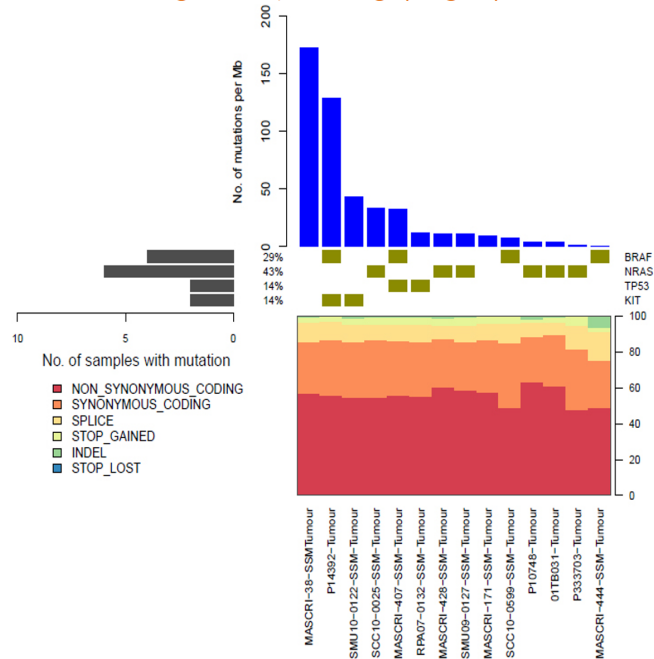 200
150
100
50
0
No. of mutations per Mb
29% BRAF
43% NRAS
14% TP53
14% KIT
10 5 0
No. of samples with mutation
NON_SYNONYMOUS_CODING
SYNONYMOUS_CODING
SPLICE
STOP_GAINED
INDEL
STOP_LOST
100
80
60
40
20
0
MASCRI-38-SSMTumour
P14392-Tumour
SMU10-0122-SSM-Tumour
SCC10-0025-SSM-Tumour
MASCRI-407-SSM-Tumour
RPA07-0132-SSM-Tumour
MASCRI-428-SSM-Tumour
SMU09-0127-SSM-Tumour
MASCRI-171-SSM-Tumour
SCC10-0599-SSM-Tumour
P10748-Tumour
01TB031-Tumour
P333703-Tumour
MASCRI-444-SSM-Tumour